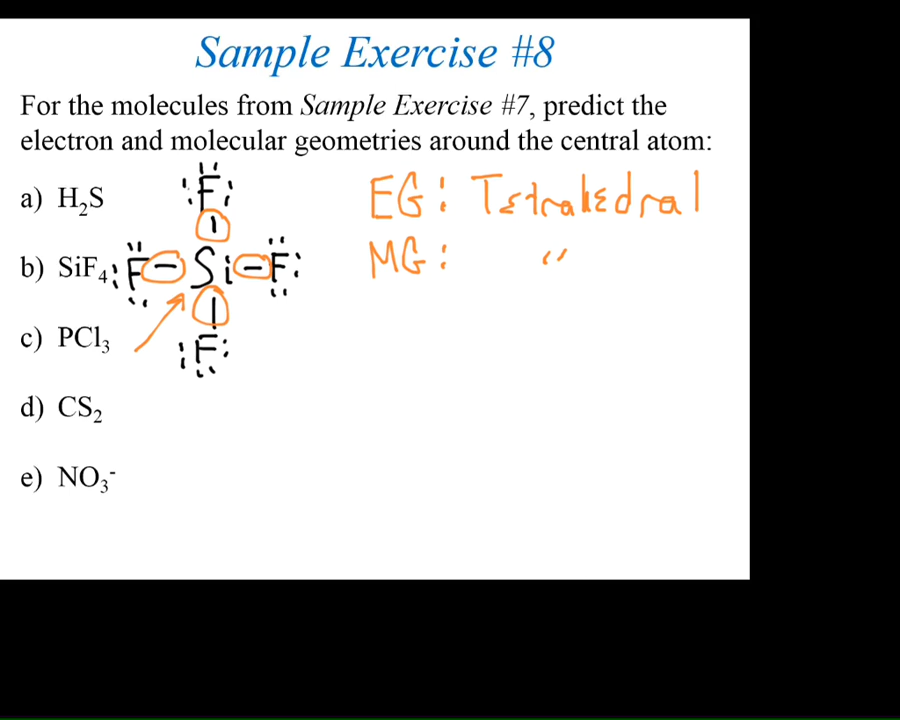 Sample Exercise #8
For the molecules from Sample Exercise #7, predict the
electron and molecular geometries around the central atom:
a) H₂S
b) SiF₄
F
F–Si–F
F
EG: Tetrahedral
MG: "
c) PCl₃
d) CS₂
e) NO₃⁻